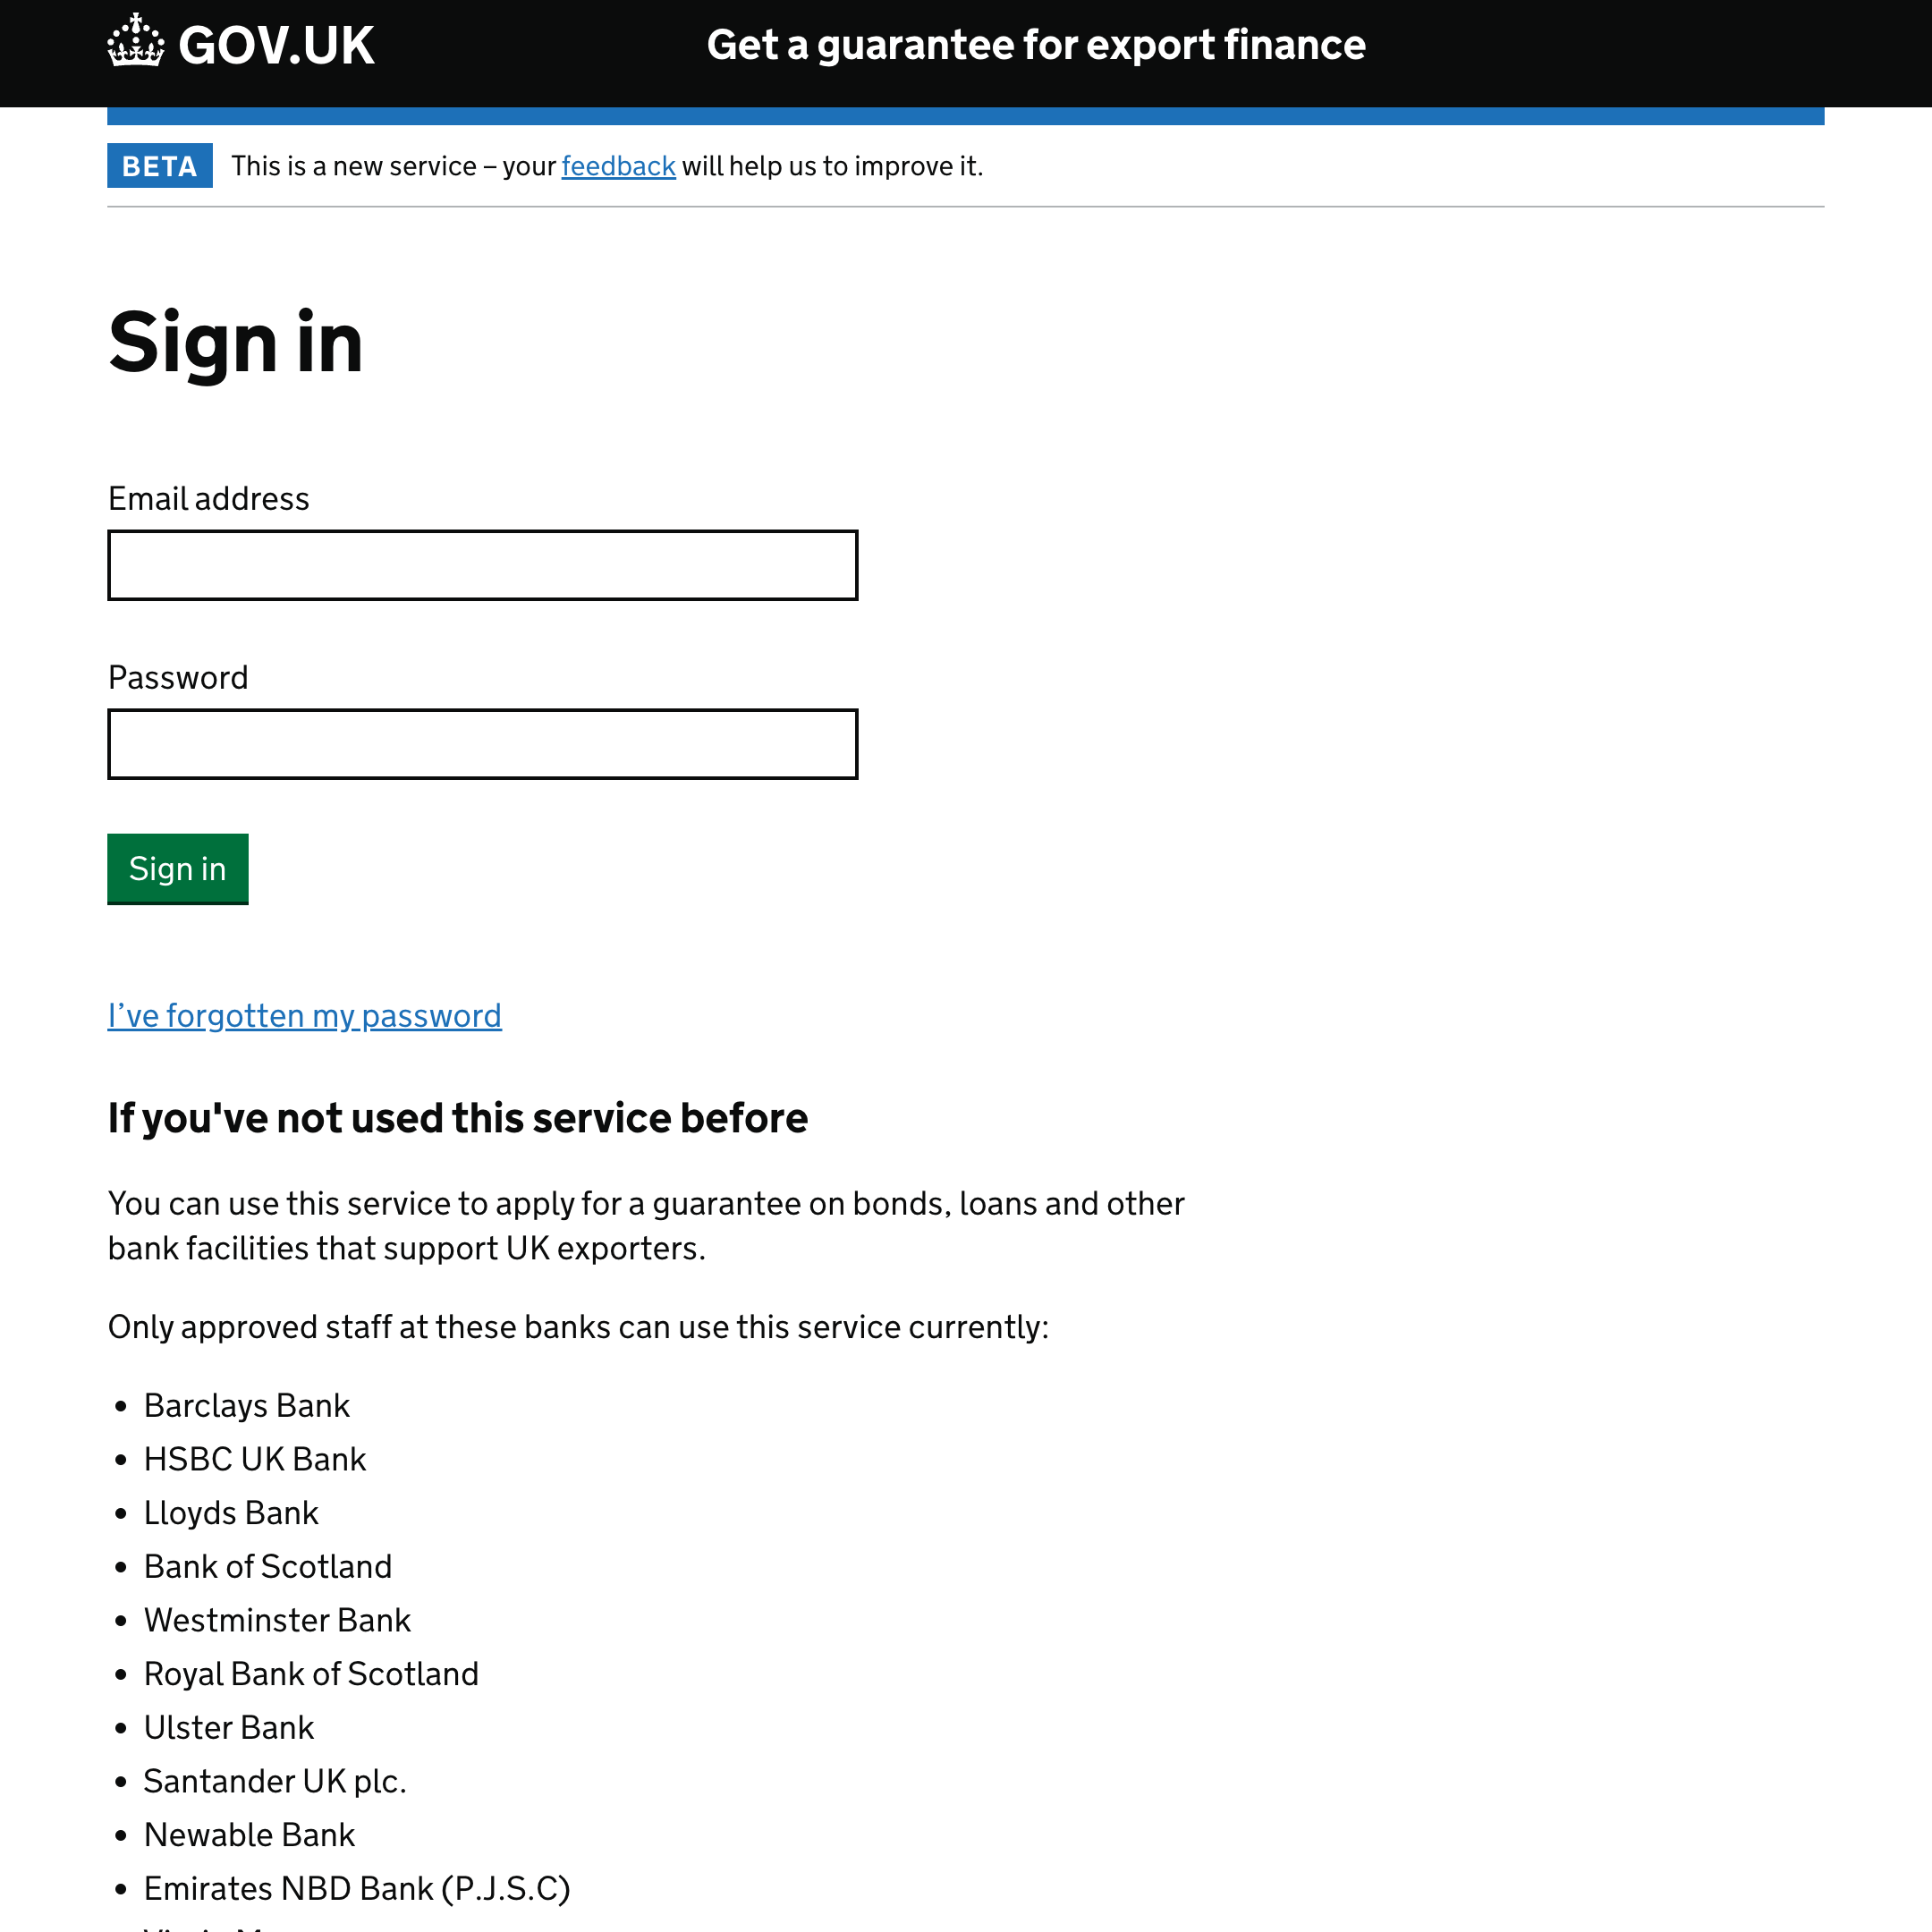 GOV.UK
Get a guarantee for export finance
BETA This is a new service – your feedback will help us to improve it.
Sign in
Email address
Password
Sign in
I’ve forgotten my password
If you've not used this service before
You can use this service to apply for a guarantee on bonds, loans and other
bank facilities that support UK exporters.
Only approved staff at these banks can use this service currently:
Barclays Bank
HSBC UK Bank
Lloyds Bank
Bank of Scotland
Westminster Bank
Royal Bank of Scotland
Ulster Bank
Santander UK plc.
Newable Bank
Emirates NBD Bank (P.J.S.C)